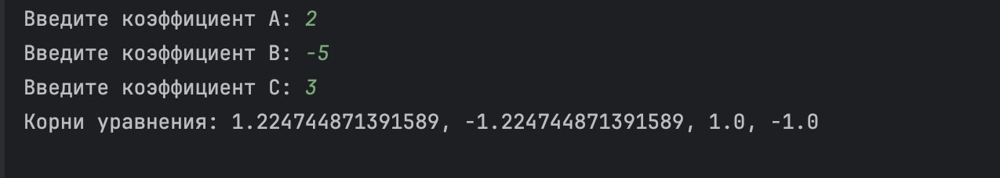 Введите коэффициент A: 2
Введите коэффициент B: -5
Введите коэффициент C: 3
Корни уравнения: 1.224744871391589, -1.224744871391589, 1.0, -1.0